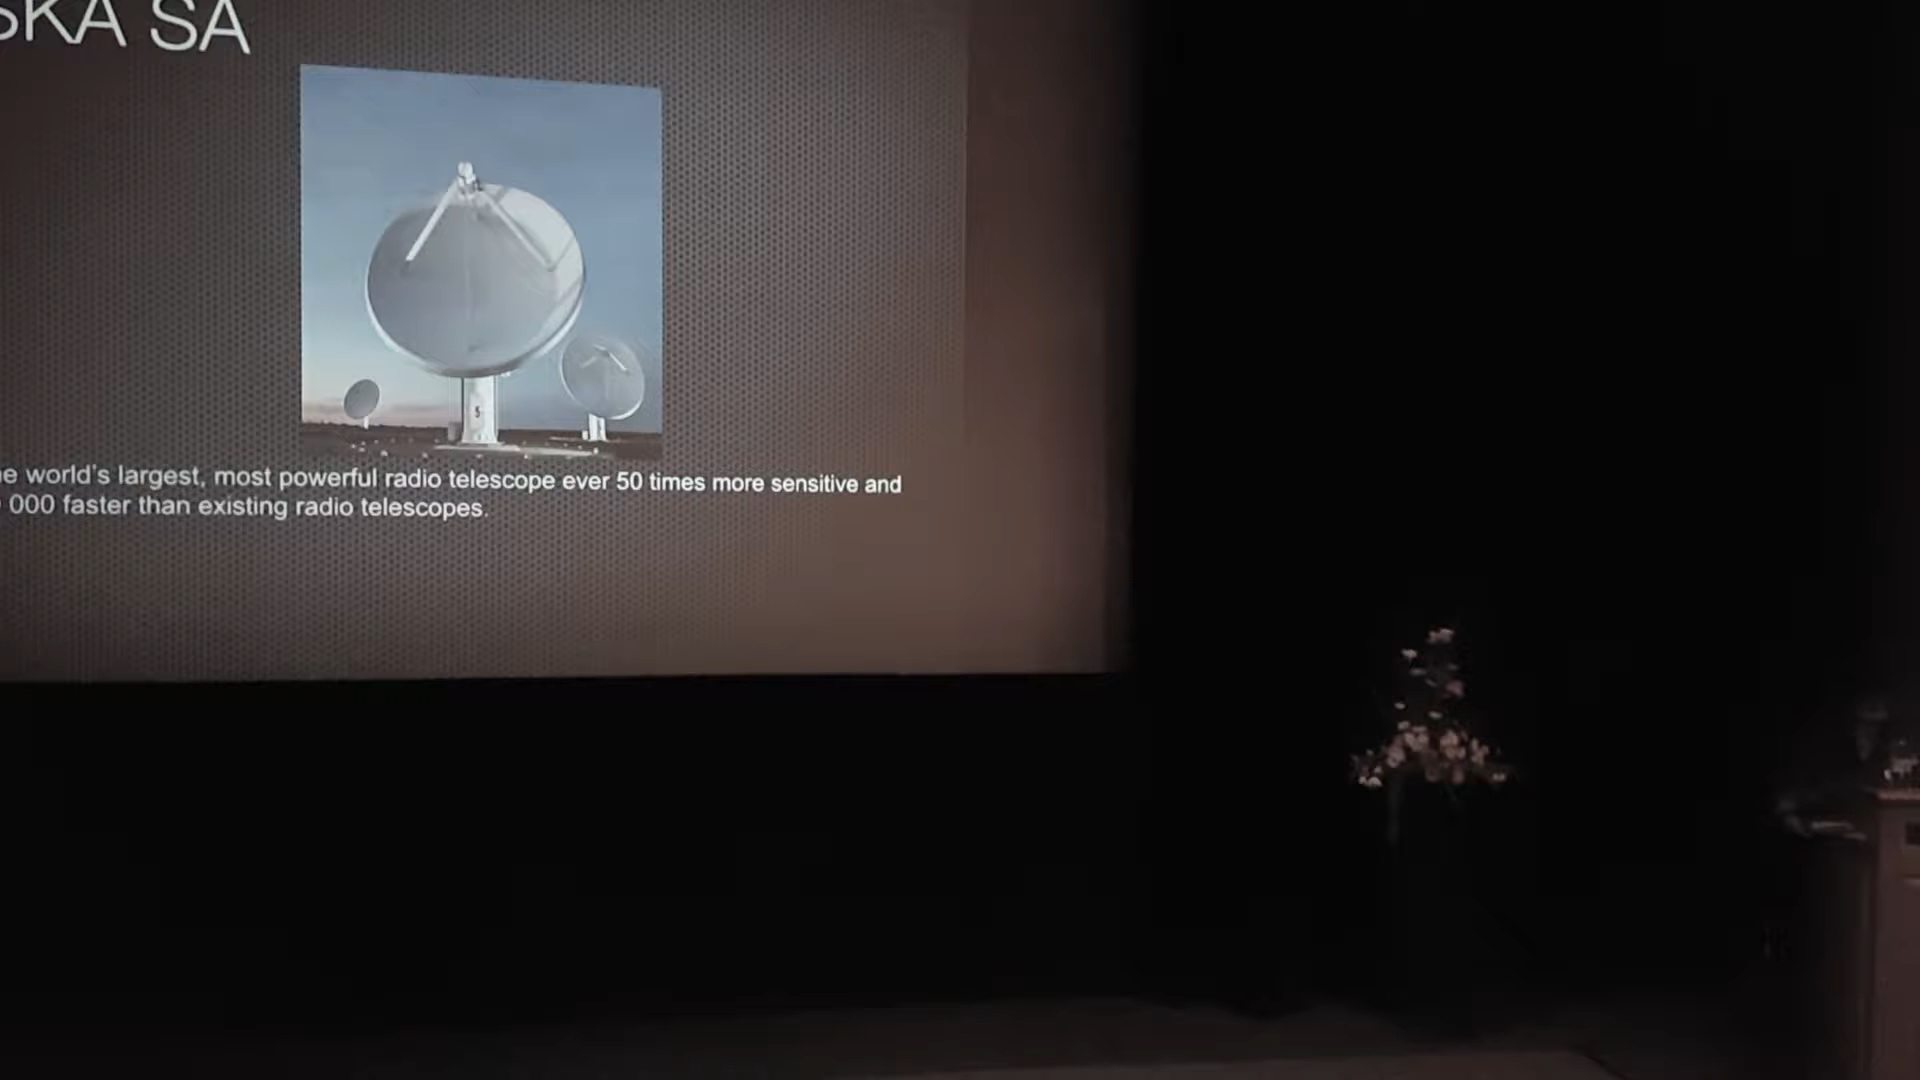 SKA SA
5
e world's largest, most powerful radio telescope ever 50 times more sensitive and
000 faster than existing radio telescopes.